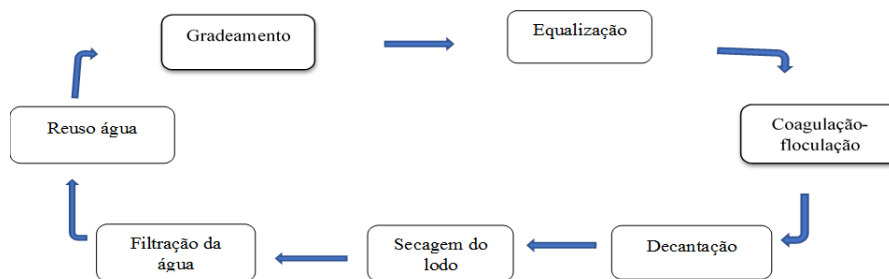 Gradeamento
Equalização
Coagulação-
floculação
Decantação
Secagem do
lodo
Filtração da
água
Reuso água